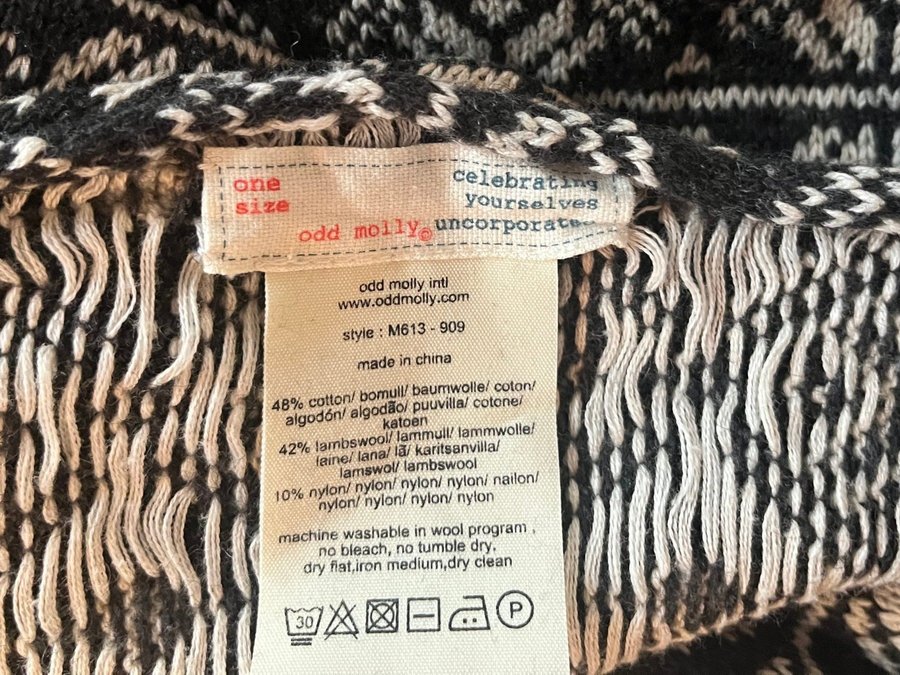 one
size
celebrating
yourselves
odd molly© uncorporate
odd molly intl
www.oddmolly.com
style : M613 - 909
made in china
48% cotton/ bomull/ baumwolle/ coton/
algodón/ algodão/ puuvilla/ cotone/
katoen
42% lambswool/ lammull/ lammwolle/
laine/ lana/ lã/ karitsanvilla/
lamswol/ lambswool
10% nylon/ nylon/ nylon/ nylon/ nailon/
nylon/ nylon/ nylon/ nylon
machine washable in wool program ,
no bleach, no tumble dry,
dry flat,iron medium,dry clean
30 P